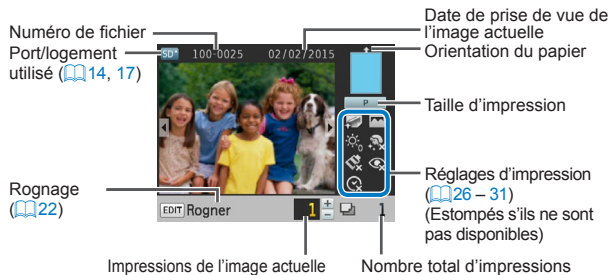 Numéro de fichier
Port/logement
utilisé (14, 17)
Date de prise de vue de
l'image actuelle
Orientation du papier
SD
100-0025
02/02/2015
P
Taille d'impression
Réglages d'impression
(26 – 31)
(Estompés s'ils ne sont
pas disponibles)
Rognage
(22)
EDIT Rogner
1
+
–
1
Impressions de l'image actuelle
Nombre total d'impressions